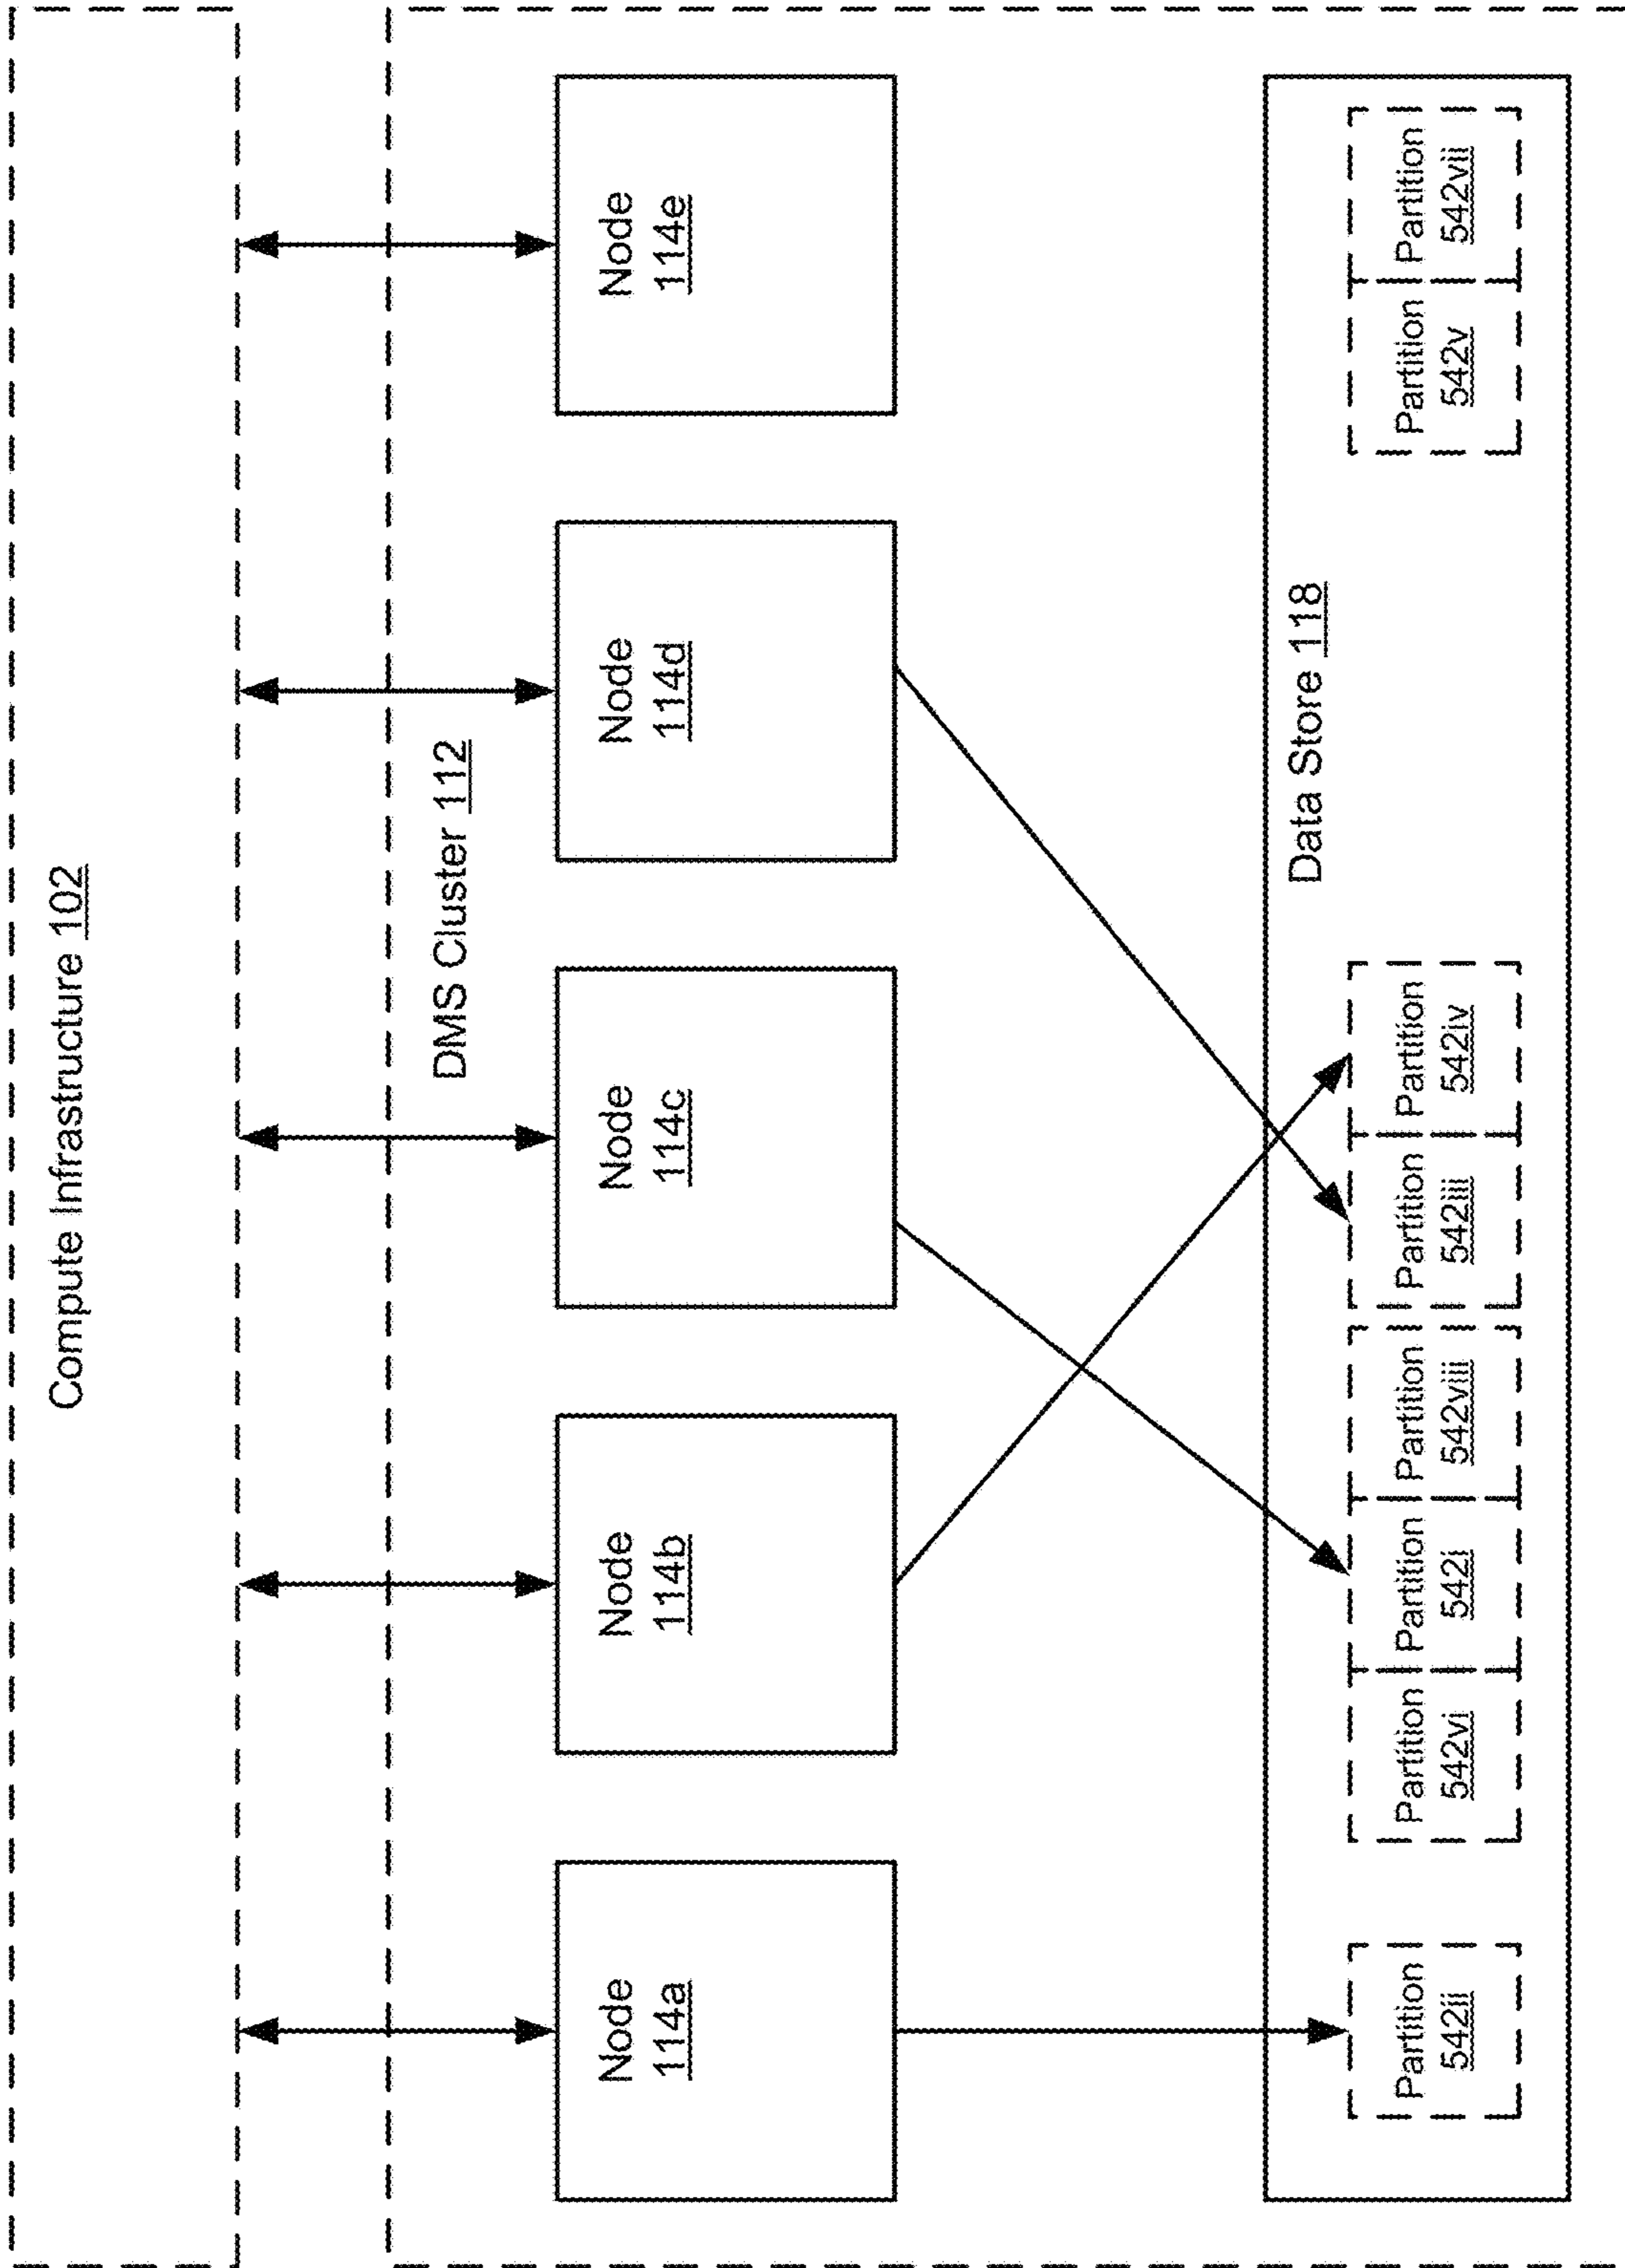 Compute Infrastructure 102
DMS Cluster 112
Node
114a
Node
114b
Node
114c
Node
114d
Node
114e
Data Store 118
Partition
542ii
Partition
542vi
Partition
542i
Partition
542viii
Partition
542iii
Partition
542iv
Partition
542v
Partition
542vii